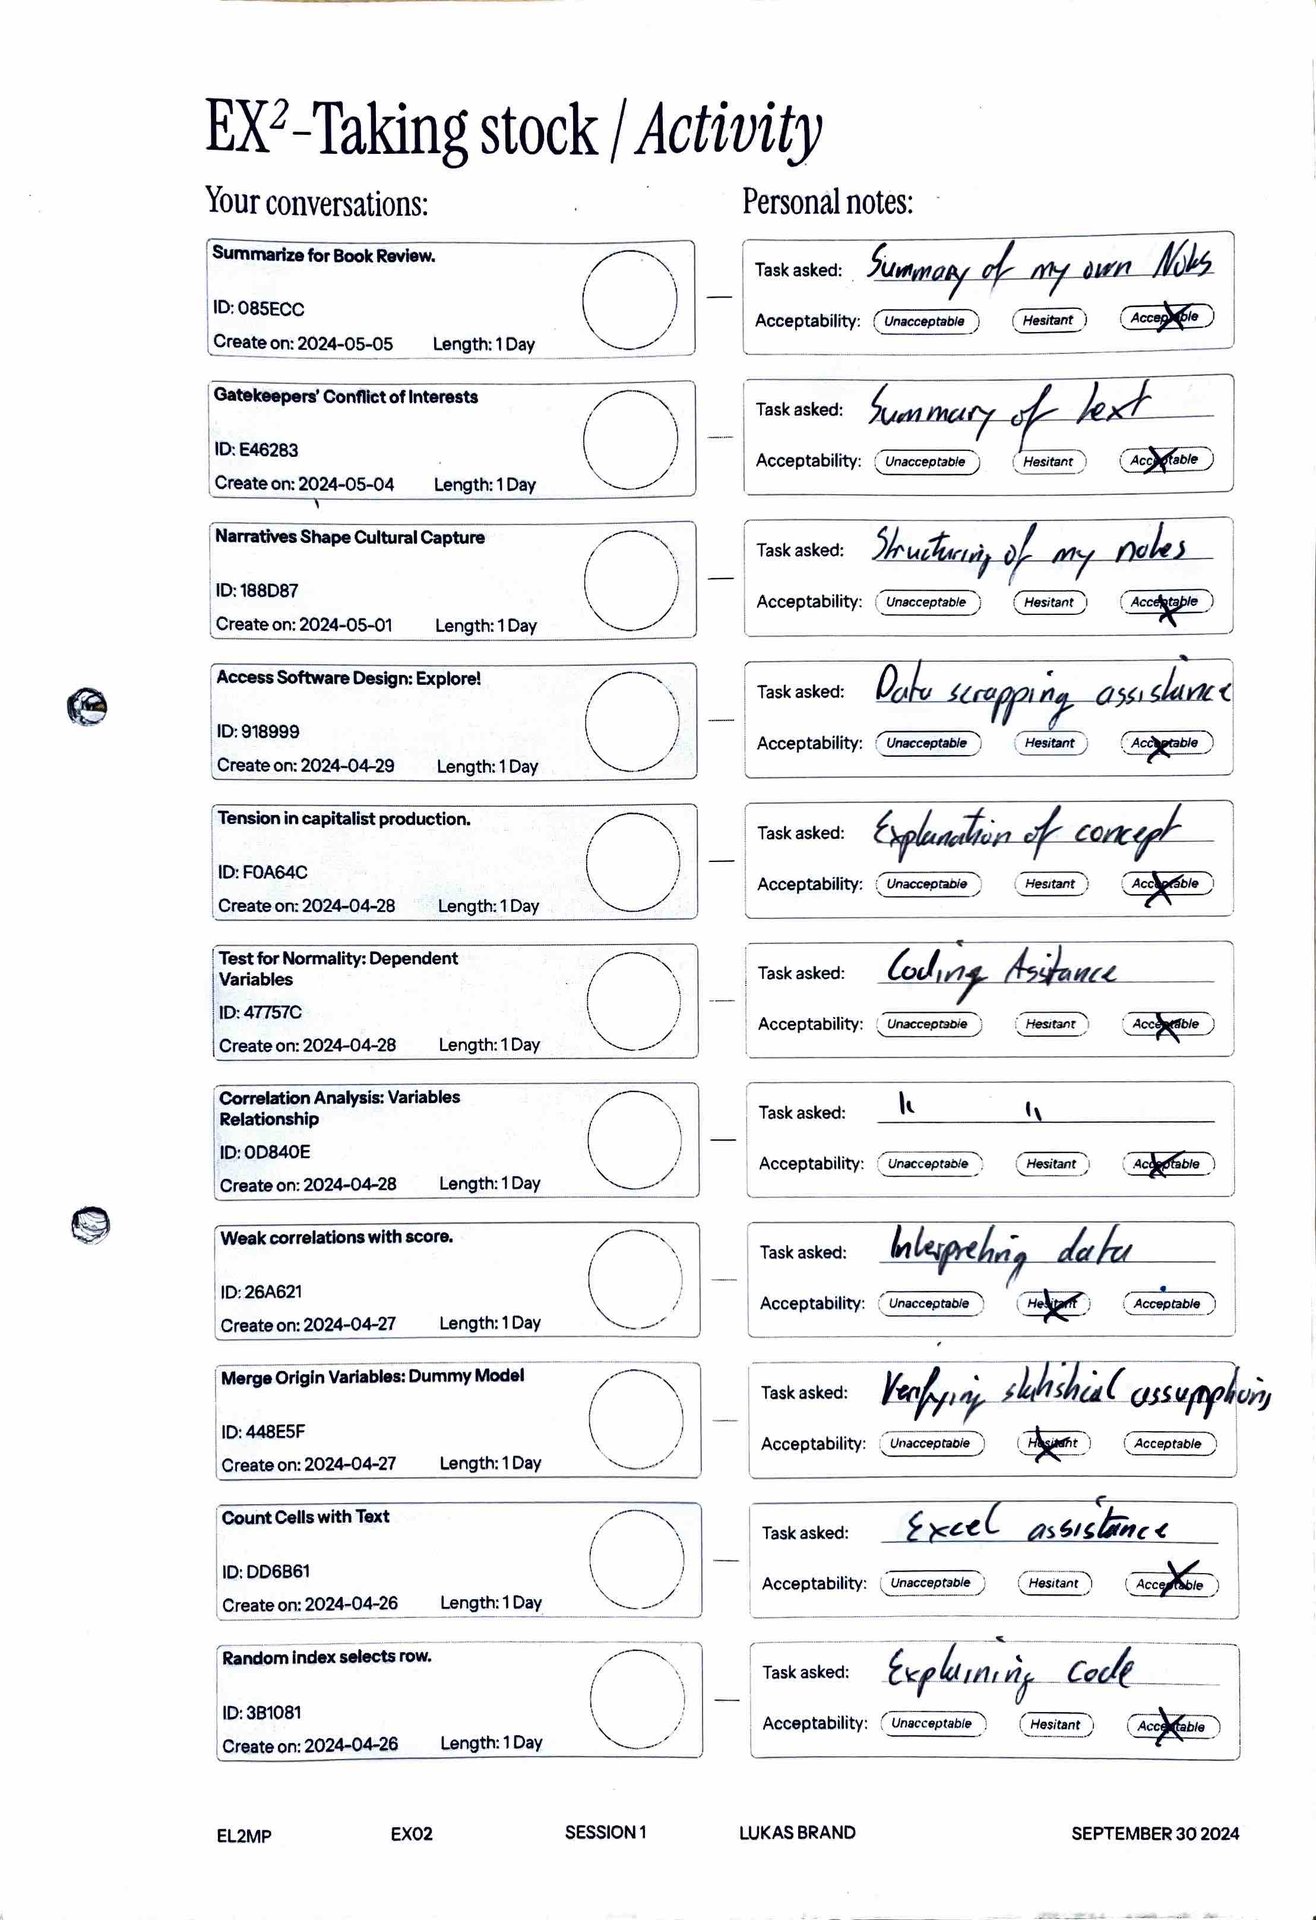 EX²-Taking stock / Activity
Your conversations:
Personal notes:
Summarize for Book Review.
ID: 085ECC
Create on: 2024-05-05 Length: 1 Day
Task asked: Summary of my own Notes
Acceptability: Unacceptable Hesitant Acceptable
Gatekeepers' Conflict of Interests
ID: E46283
Create on: 2024-05-04 Length: 1 Day
Task asked: Summary of text
Acceptability: Unacceptable Hesitant Acceptable
Narratives Shape Cultural Capture
ID: 188D87
Create on: 2024-05-01 Length: 1 Day
Task asked: Structuring of my notes
Acceptability: Unacceptable Hesitant Acceptable
Access Software Design: Explore!
ID: 918999
Create on: 2024-04-29 Length: 1 Day
Task asked: Data scrapping assistance
Acceptability: Unacceptable Hesitant Acceptable
Tension in capitalist production.
ID: F0A64C
Create on: 2024-04-28 Length: 1 Day
Task asked: Explanation of concept
Acceptability: Unacceptable Hesitant Acceptable
Test for Normality: Dependent
Variables
ID: 47757C
Create on: 2024-04-28 Length: 1 Day
Task asked: Coding Asitance
Acceptability: Unacceptable Hesitant Acceptable
Correlation Analysis: Variables
Relationship
ID: 0D840E
Create on: 2024-04-28 Length: 1 Day
Task asked: " "
Acceptability: Unacceptable Hesitant Acceptable
Weak correlations with score.
ID: 26A621
Create on: 2024-04-27 Length: 1 Day
Task asked: Interpreting data
Acceptability: Unacceptable Hesitant Acceptable
Merge Origin Variables: Dummy Model
ID: 448E5F
Create on: 2024-04-27 Length: 1 Day
Task asked: Verifying statistical assumptions
Acceptability: Unacceptable Hesitant Acceptable
Count Cells with Text
ID: DD6B61
Create on: 2024-04-26 Length: 1 Day
Task asked: Excel assistance
Acceptability: Unacceptable Hesitant Acceptable
Random index selects row.
ID: 3B1081
Create on: 2024-04-26 Length: 1 Day
Task asked: Explaining code
Acceptability: Unacceptable Hesitant Acceptable
EL2MP EX02 SESSION 1 LUKAS BRAND SEPTEMBER 30 2024